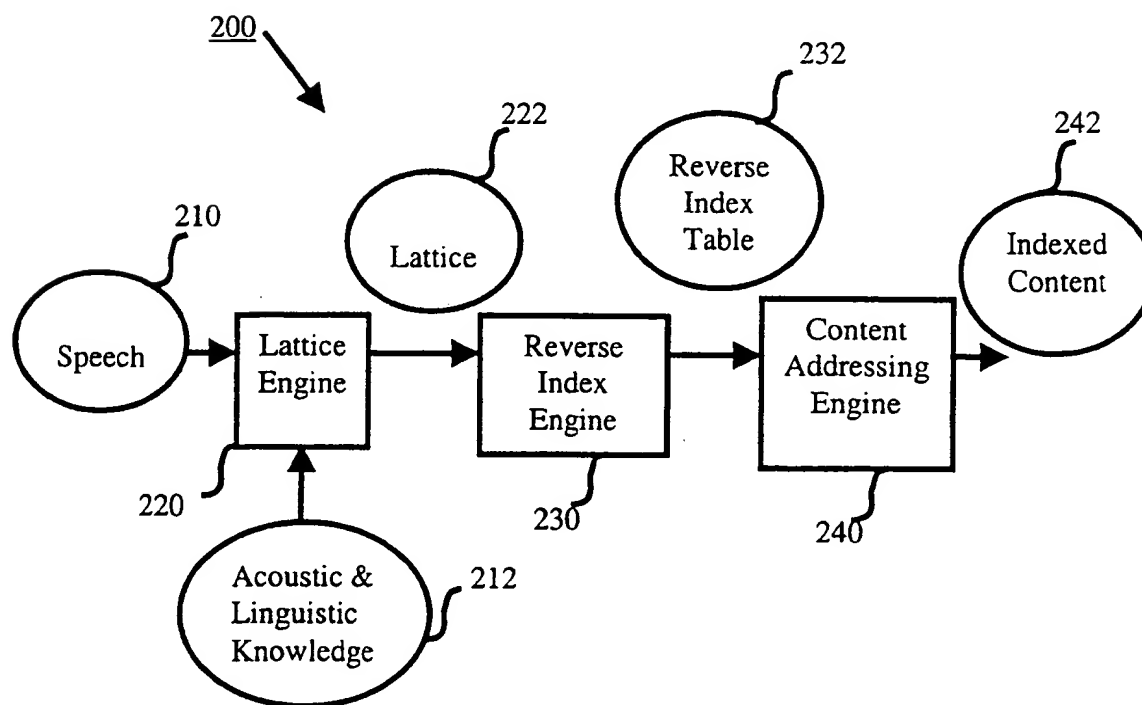 200
232
222
242
Reverse
Index
Table
210
Indexed
Content
Lattice
Speech
Lattice
Engine
Reverse
Index
Engine
Content
Addressing
Engine
220
230
240
Acoustic &
Linguistic
Knowledge
212